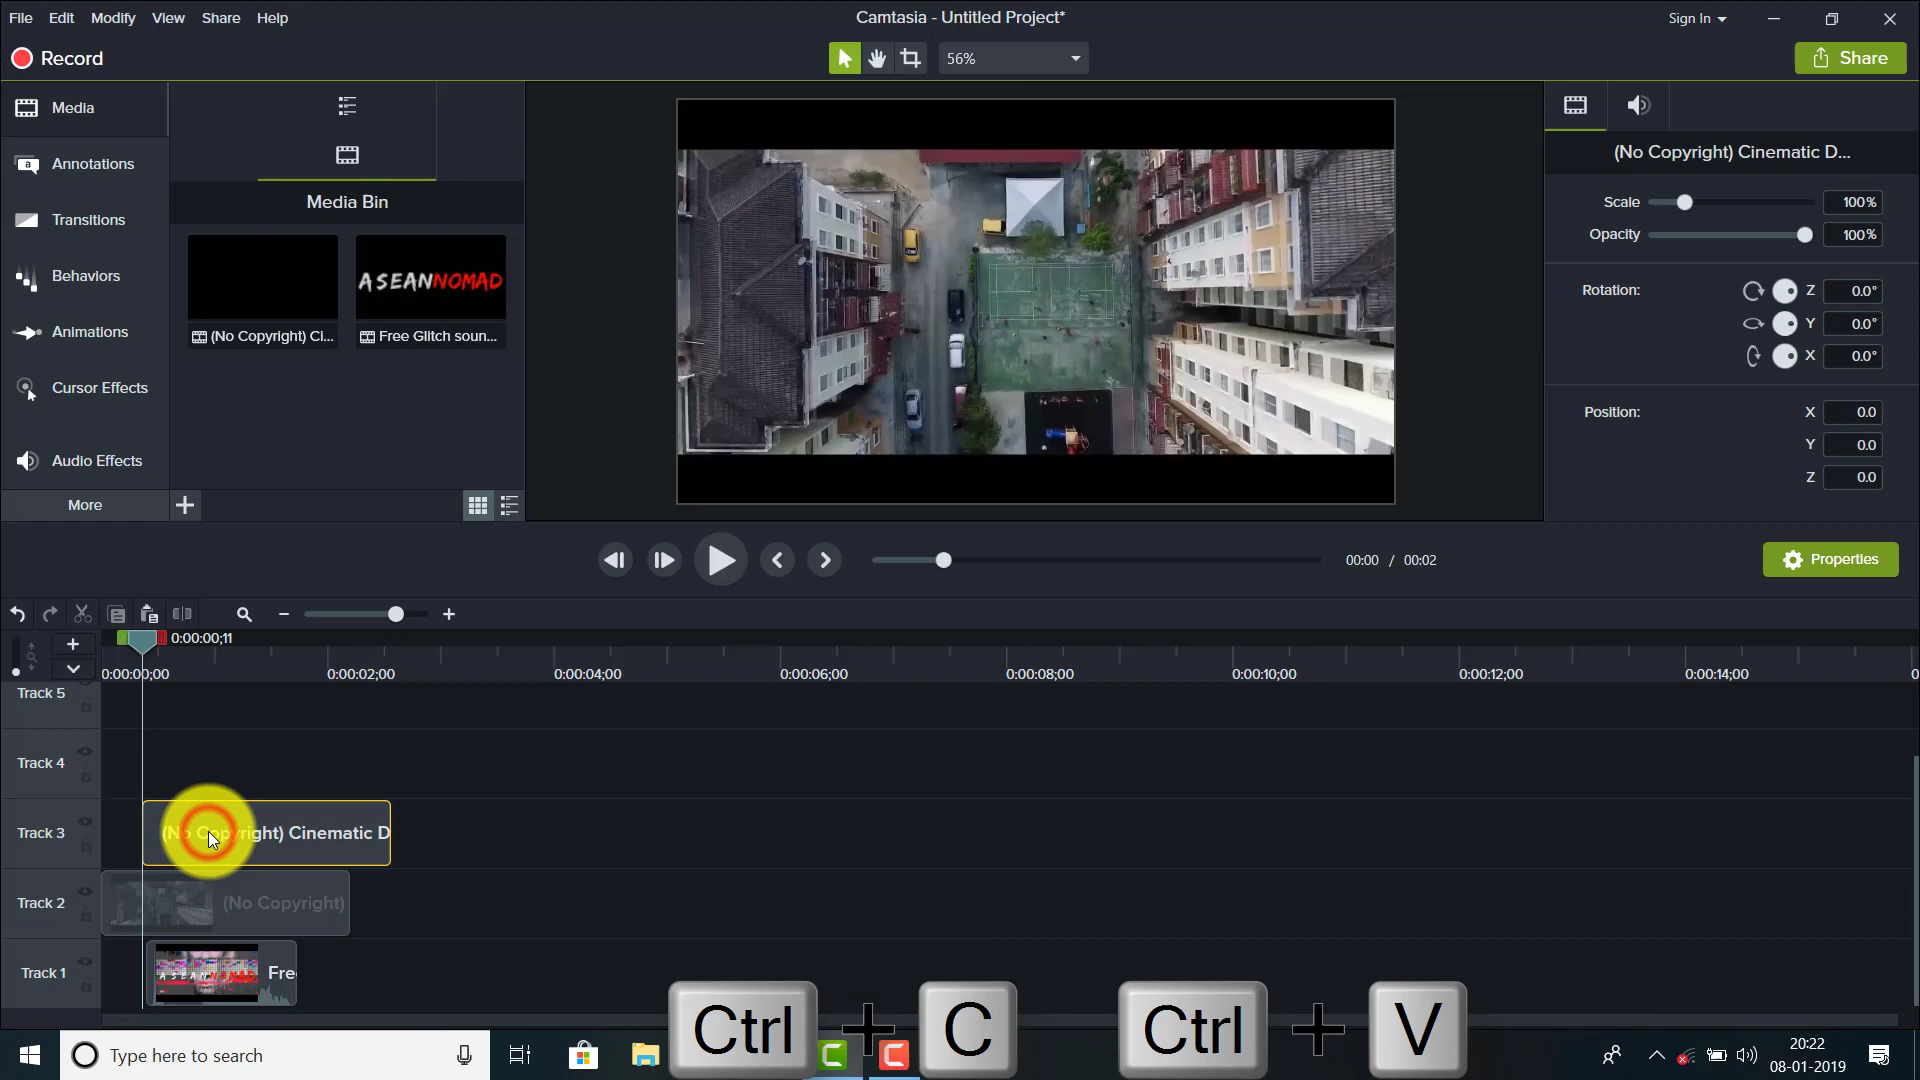 File Edit Modify View Share Help
Camtasia - Untitled Project*
Sign In
Record
56%
Share
Media
Annotations
Transitions
Behaviors
Animations
Cursor Effects
Audio Effects
More
Media Bin
ASEANNOMAD
(No Copyright) Ci...
Free Glitch soun...
(No Copyright) Cinematic D...
Scale 100%
Opacity 100%
Rotation: Z 0.0°
Y 0.0°
X 0.0°
Position: X 0.0
Y 0.0
Z 0.0
00:00 / 00:02
Properties
0:00:00;11
0:00:00;00 0:00:02;00 0:00:04;00 0:00:06;00 0:00:08;00 0:00:10;00 0:00:12;00 0:00:14;00 0
Track 5
Track 4
Track 3
(No Copyright) Cinematic D
Track 2
(No Copyright)
Track 1
ASEANNOMAD
Fre
Ctrl + C Ctrl + V
Type here to search
20:22
08-01-2019